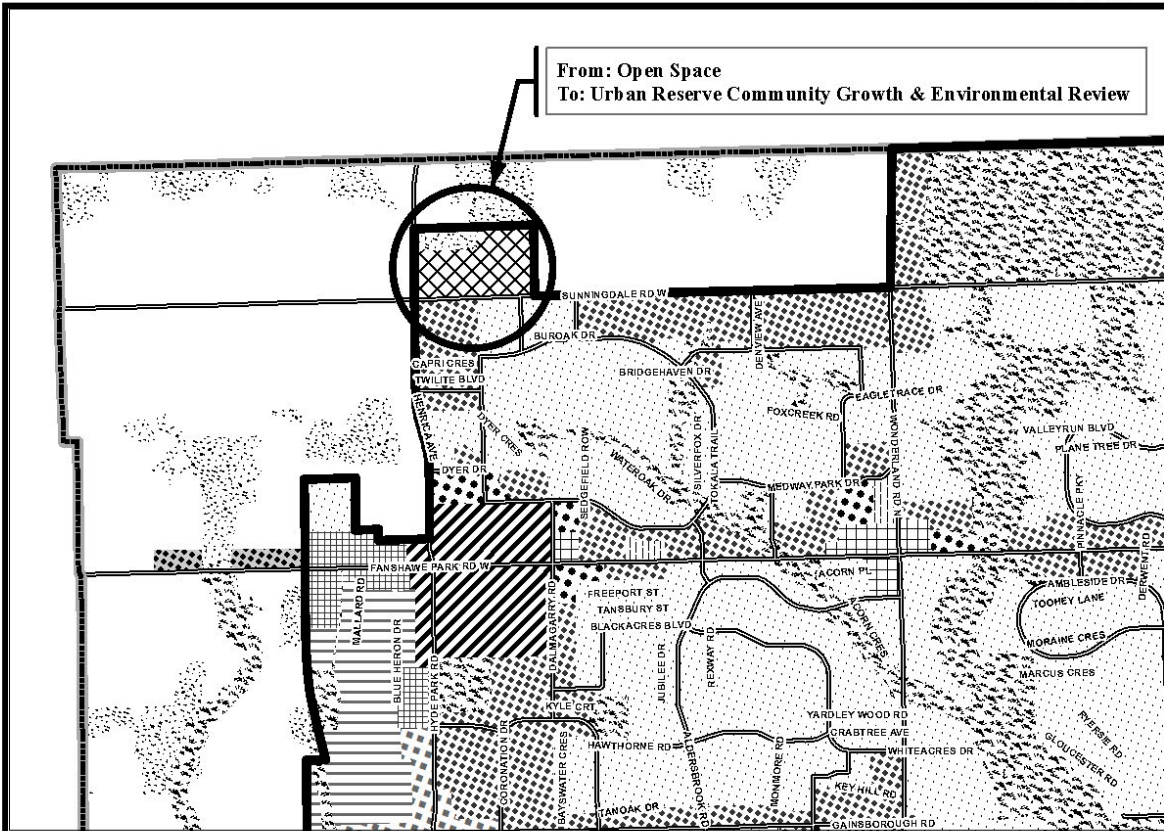 From: Open Space
To: Urban Reserve Community Growth & Environmental Review
SUNNINGDALE RD W
BUROAK DR
DENVIEW AVE
CAPRI CRES
TWILITE BLVD
BRIDGEHAVEN DR
EAGLETRACE DR
FOXCREEK RD
DYER CRES
WONDERLAND RD N
VALLEYRUN BLVD
PLANE TREE DR
SEDGEFIELD ROW
WATEROAK DR
SILVERFOX DR
TOKALA TRAIL
DYER DR
MEDWAY PARK DR
PINNACLE PKY
FANSHAWE PARK RD W
MALLARD RD
DALMAGARRY RD
FREEPORT ST
TANSBURY ST
BLACKACRES BLVD
ACORN PL
ACORN CRES
AMBLESIDE DR
DERWENT RD
TOOHEY LANE
MORAINE CRES
MARCUS CRES
BLUE HERON DR
HYDE PARK RD
JUBILEE DR
REXWAY RD
KYLE CRT
YARDLEY WOOD RD
CRABTREE AVE
WHITEACRES DR
RYERSIE RD
GLOUCESTER RD
CORONATION DR
BAYSWATER CRES
HAWTHORNE RD
ALDERSBROOK RD
MONMORE RD
KEY HILL RD
TANOAK DR
GAINSBOROUGH RD